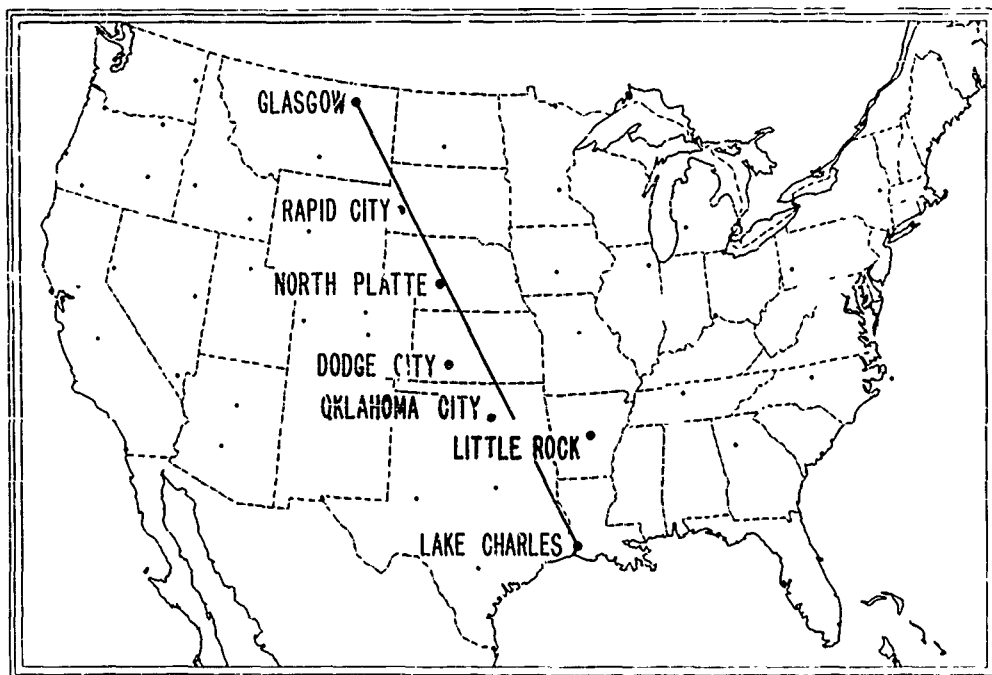 GLASGOW
RAPID CITY
NORTH PLATTE
DODGE CITY
OKLAHOMA CITY
LITTLE ROCK
LAKE CHARLES